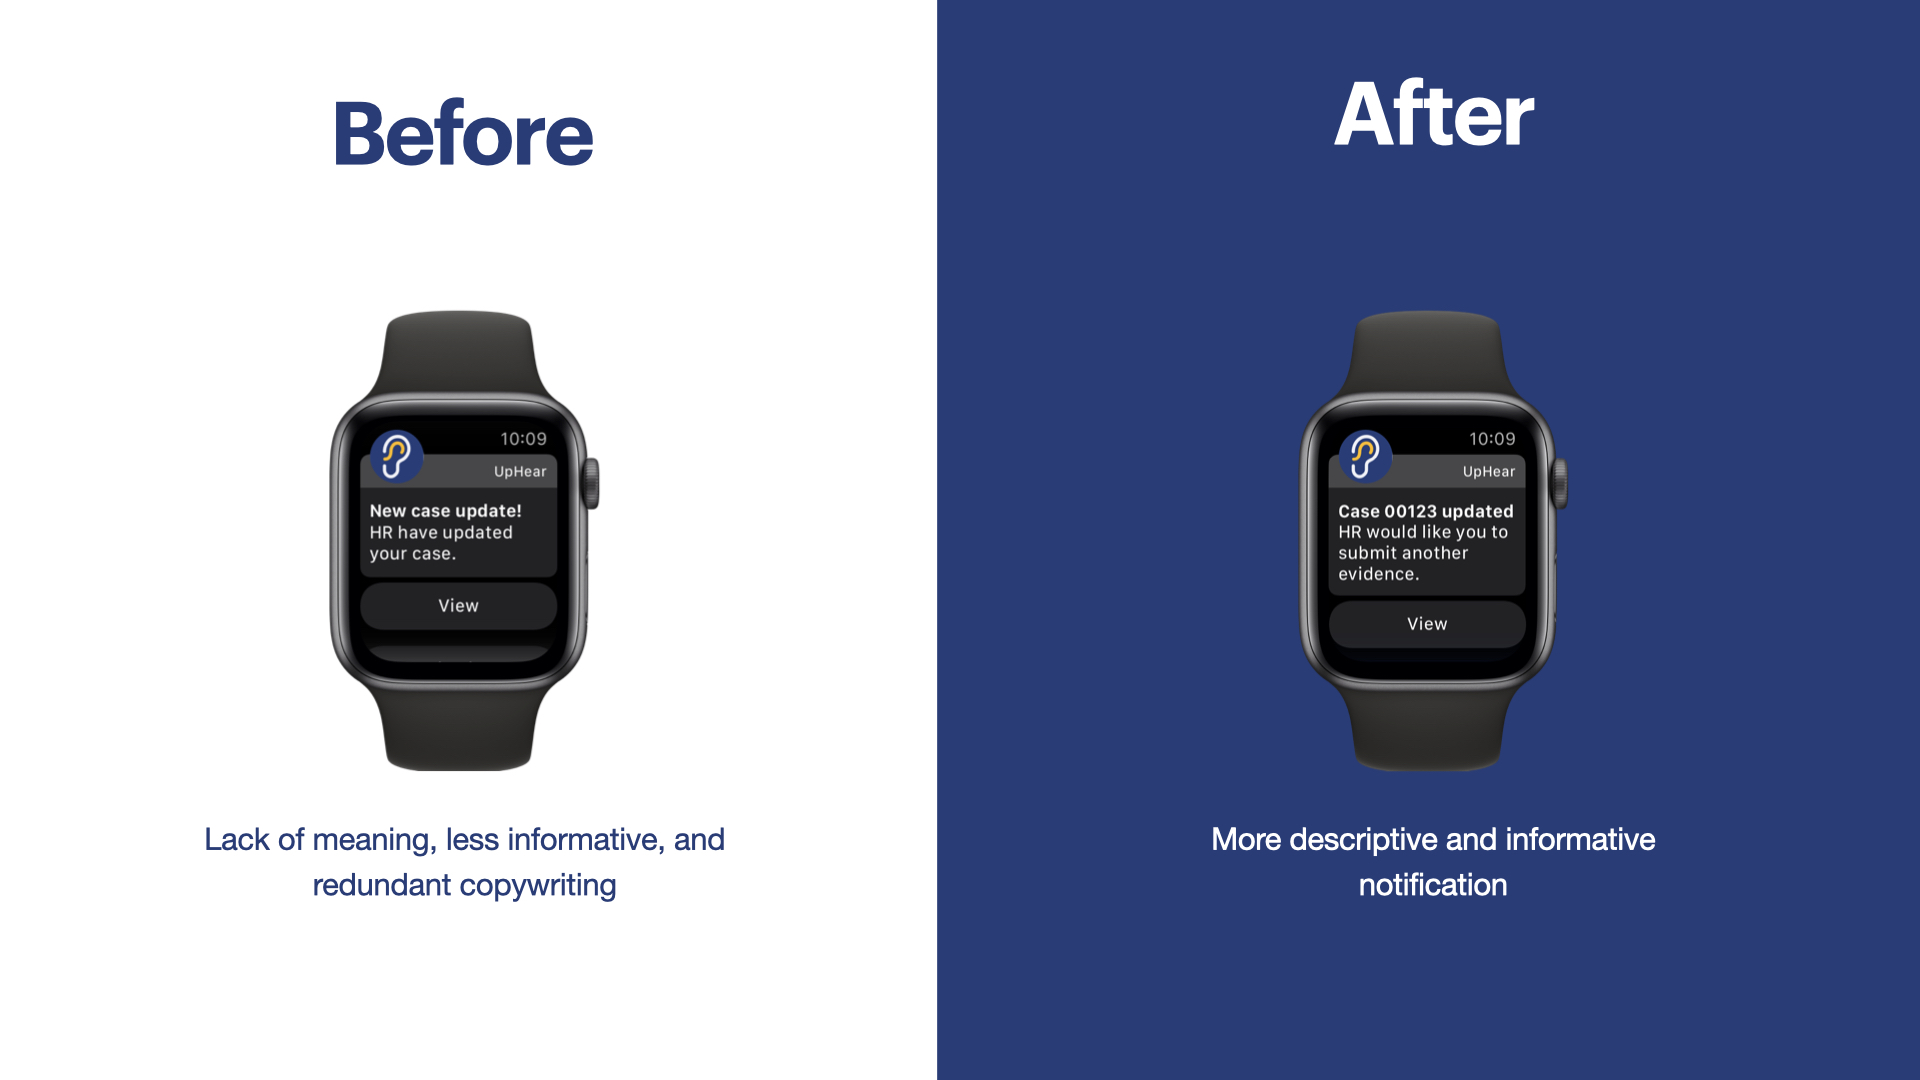 Before
10:09
UpHear
New case update!
HR have updated
your case.
View
Lack of meaning, less informative, and
redundant copywriting
After
10:09
UpHear
Case 00123 updated
HR would like you to
submit another
evidence.
View
More descriptive and informative
notification